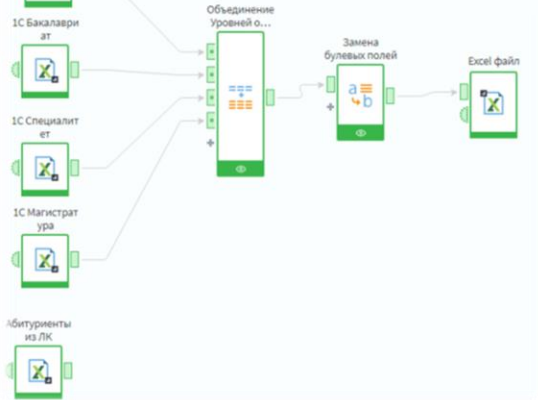 Объединение
Уровней о...
1С Бакалаври
ат
Замена
булевых полей
Excel файл
1С Специалит
ет
1С Магистрат
ура
Абитуриенты
из ЛК